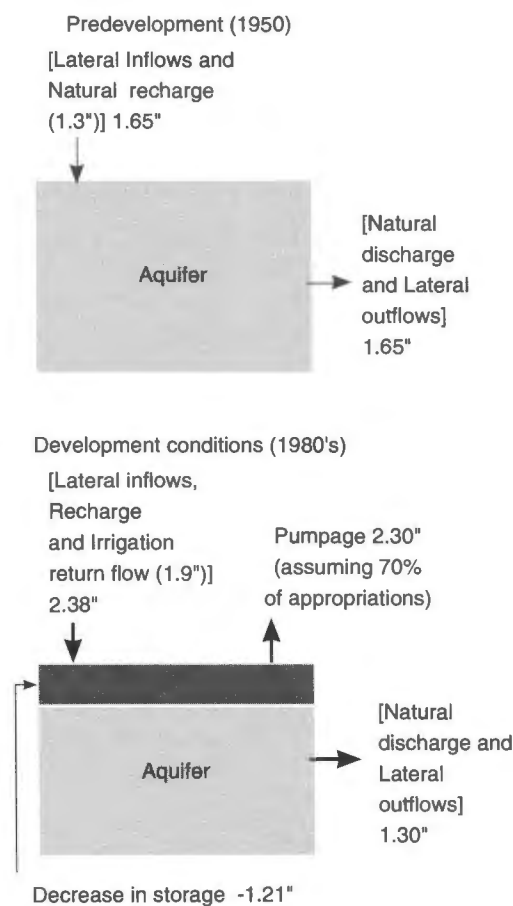 Predevelopment (1950)
[Lateral Inflows and
Natural recharge
(1.3")] 1.65"
Aquifer
[Natural
discharge
and Lateral
outflows]
1.65"
Development conditions (1980's)
[Lateral inflows,
Recharge
and Irrigation
return flow (1.9")]
2.38"
Pumpage 2.30"
(assuming 70%
of appropriations)
Aquifer
[Natural
discharge and
Lateral
outflows]
1.30"
Decrease in storage -1.21"